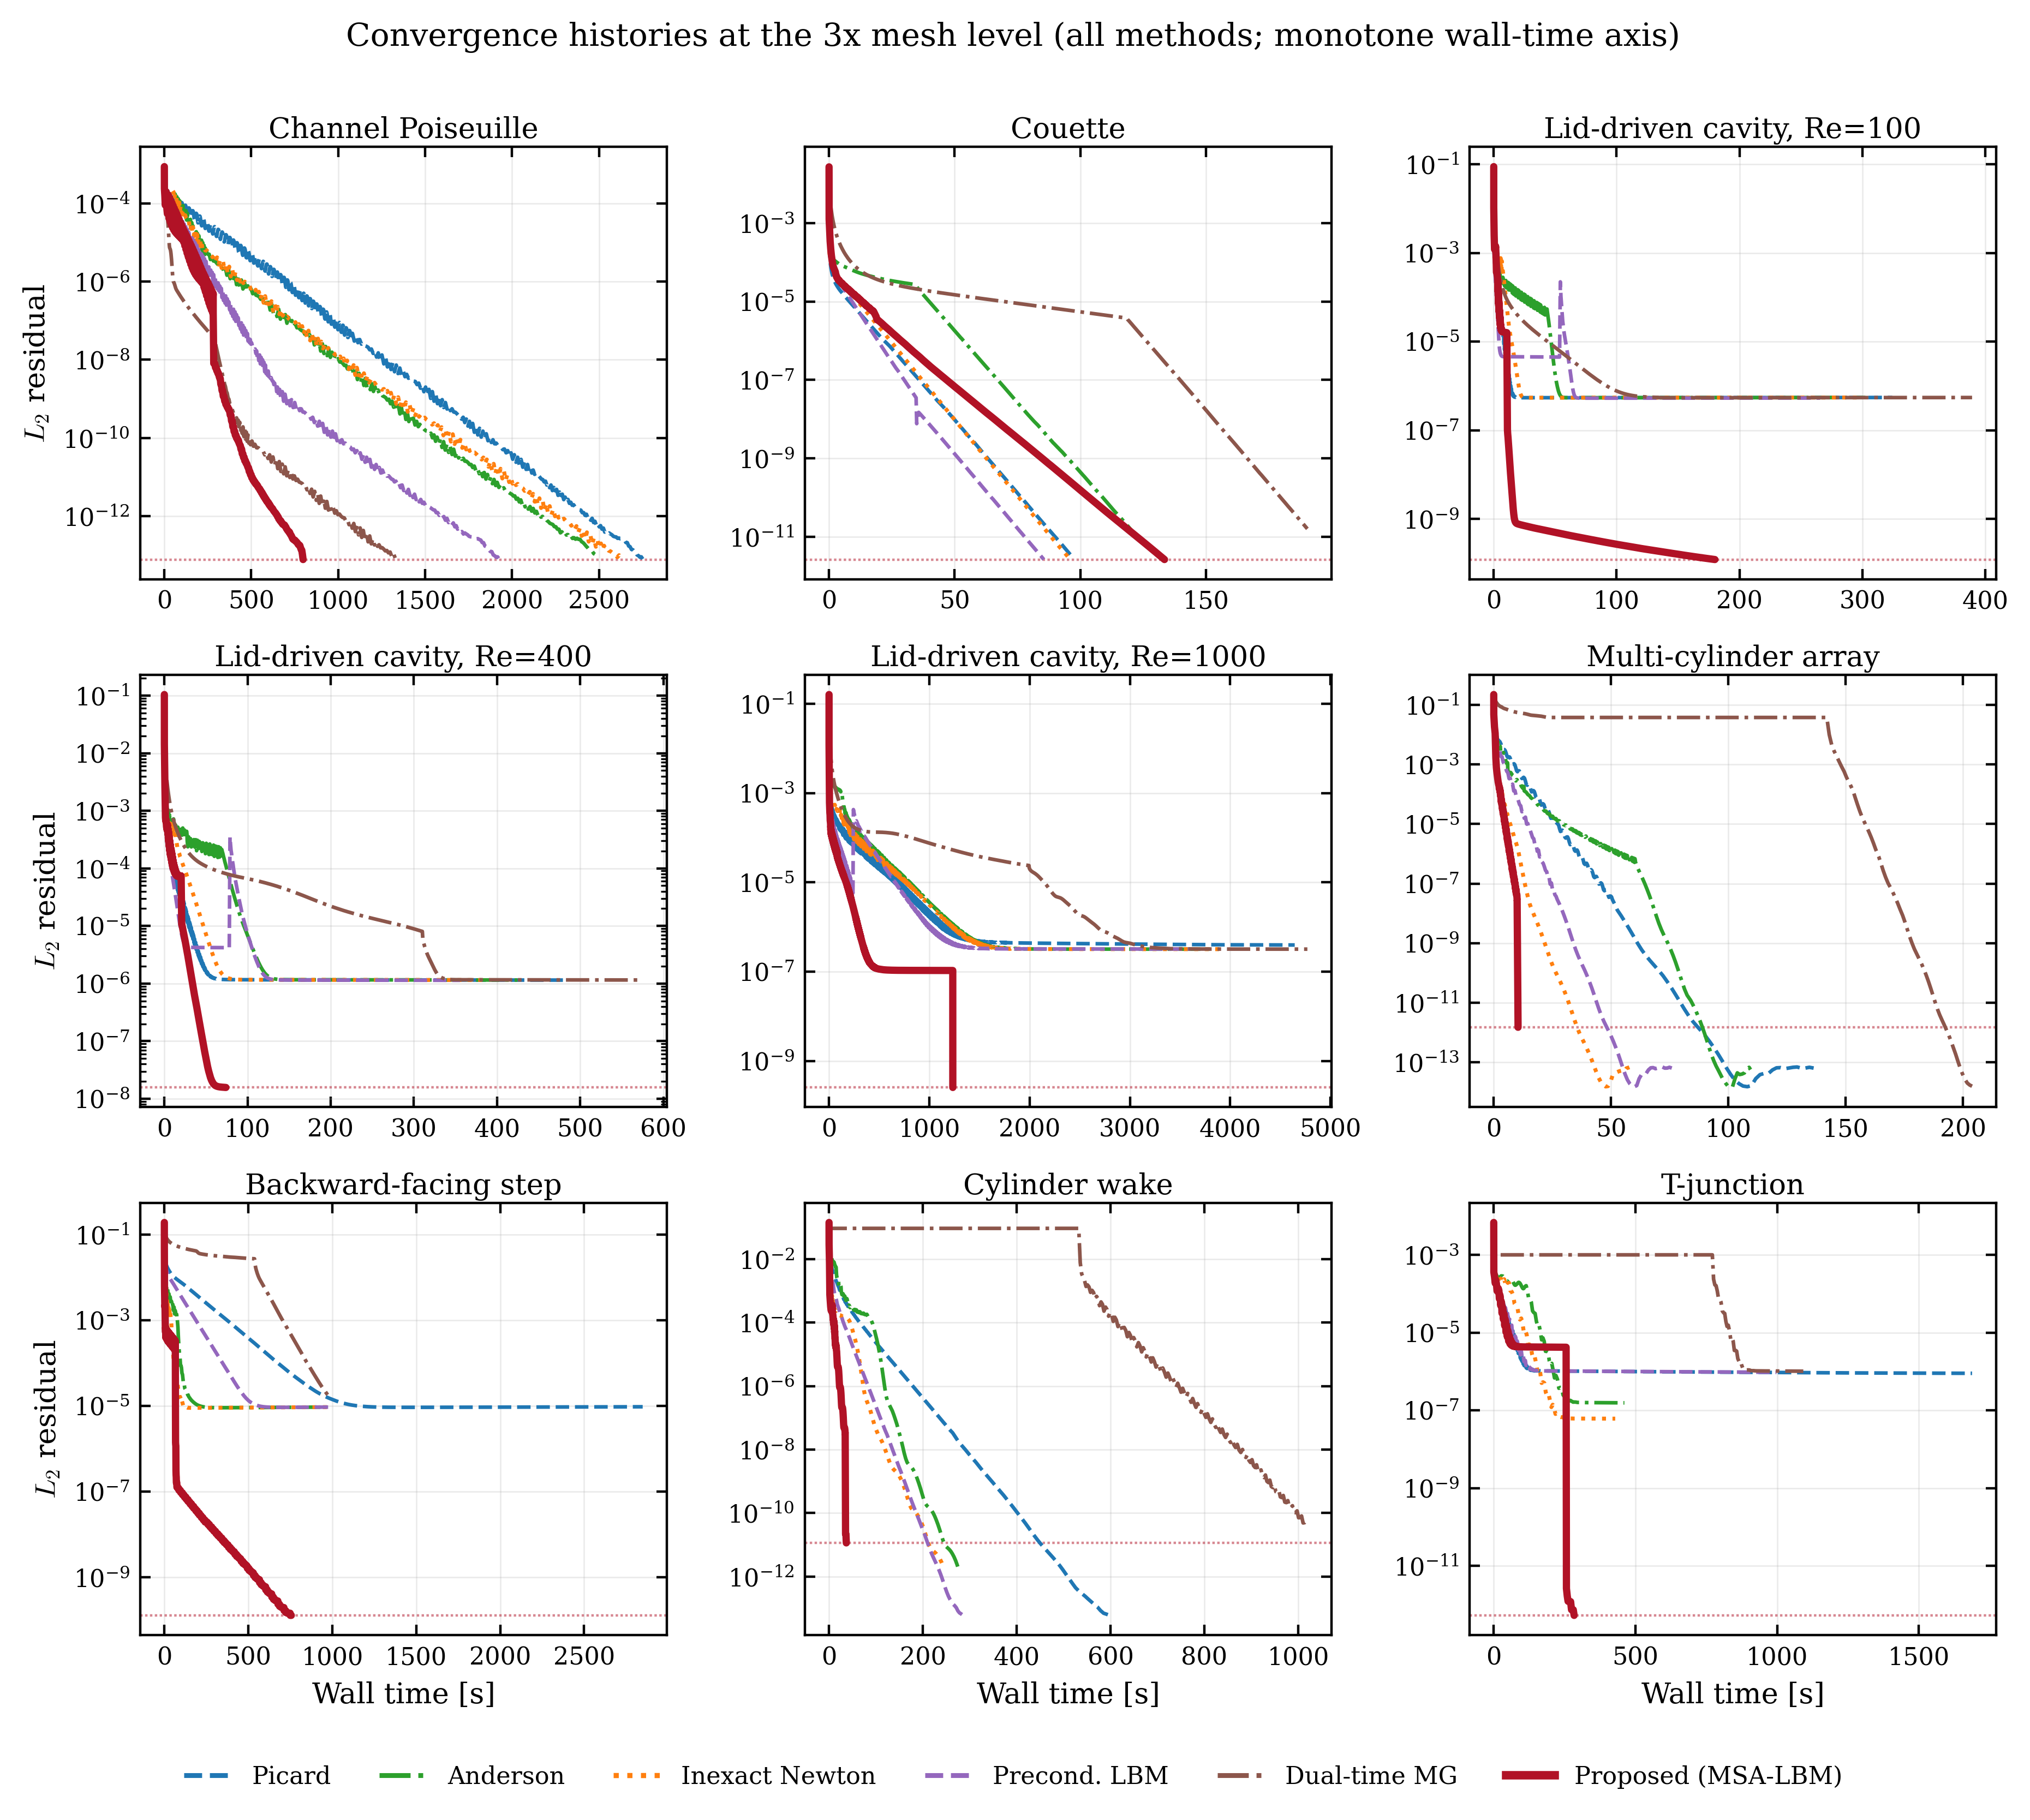 Convergence histories at the 3x mesh level (all methods; monotone wall-time axis)
Channel Poiseuille
Couette
Lid-driven cavity, Re=100
L₂ residual
10⁻⁴
10⁻⁶
10⁻⁸
10⁻¹⁰
10⁻¹²
0 500 1000 1500 2000 2500
10⁻³
10⁻⁵
10⁻⁷
10⁻⁹
10⁻¹¹
0 50 100 150
10⁻¹
10⁻³
10⁻⁵
10⁻⁷
10⁻⁹
0 100 200 300 400
Lid-driven cavity, Re=400
Lid-driven cavity, Re=1000
Multi-cylinder array
L₂ residual
10⁻¹
10⁻²
10⁻³
10⁻⁴
10⁻⁵
10⁻⁶
10⁻⁷
10⁻⁸
0 100 200 300 400 500 600
10⁻¹
10⁻³
10⁻⁵
10⁻⁷
10⁻⁹
0 1000 2000 3000 4000 5000
10⁻¹
10⁻³
10⁻⁵
10⁻⁷
10⁻⁹
10⁻¹¹
10⁻¹³
0 50 100 150 200
Backward-facing step
Cylinder wake
T-junction
L₂ residual
10⁻¹
10⁻³
10⁻⁵
10⁻⁷
10⁻⁹
0 500 1000 1500 2000 2500
Wall time [s]
10⁻²
10⁻⁴
10⁻⁶
10⁻⁸
10⁻¹⁰
10⁻¹²
0 200 400 600 800 1000
Wall time [s]
10⁻³
10⁻⁵
10⁻⁷
10⁻⁹
10⁻¹¹
0 500 1000 1500
Wall time [s]
Picard Anderson Inexact Newton Precond. LBM Dual-time MG Proposed (MSA-LBM)